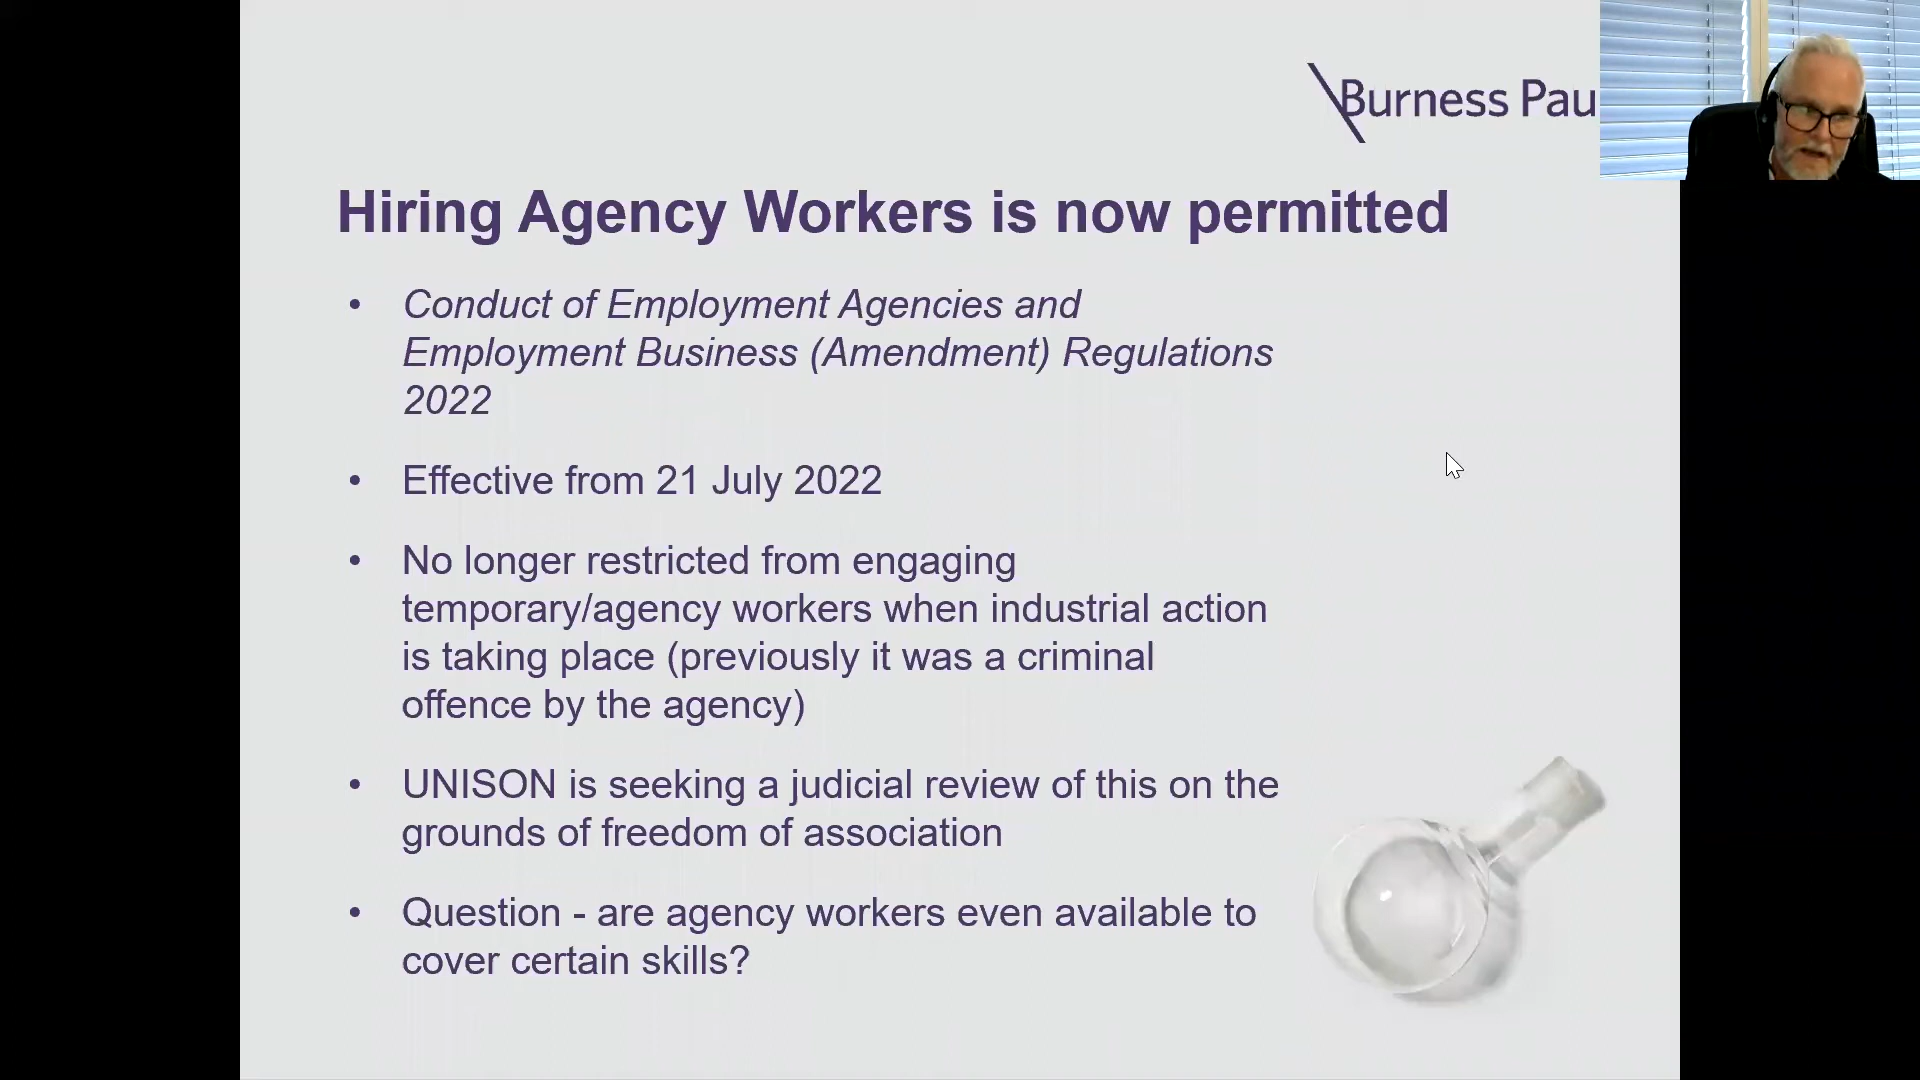 Burness Pau
Hiring Agency Workers is now permitted
• Conduct of Employment Agencies and
Employment Business (Amendment) Regulations
2022
• Effective from 21 July 2022
• No longer restricted from engaging
temporary/agency workers when industrial action
is taking place (previously it was a criminal
offence by the agency)
• UNISON is seeking a judicial review of this on the
grounds of freedom of association
• Question - are agency workers even available to
cover certain skills?